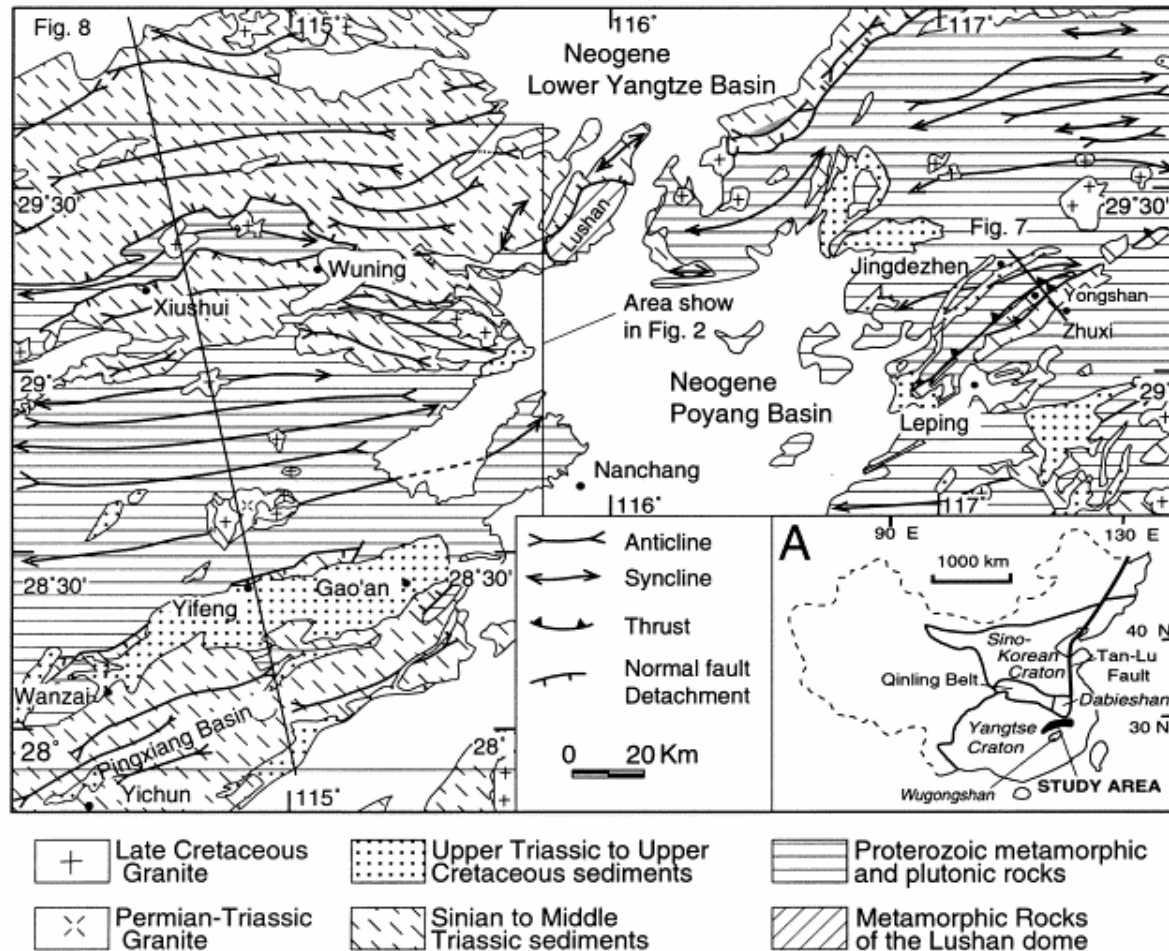 Fig. 8
115°
116°
117°
Neogene
Lower Yangtze Basin
29°30'
29°30'
Lushan
Fig. 7
Wuning
Jingdezhen
Xiushui
Yongshan
Area show
in Fig. 2
Zhuxi
29°
29°
Neogene
Poyang Basin
Leping
Nanchang
116°
117°
28°30'
28°30'
Gao'an
Yifeng
Wanzai
28°
28°
Pingxiang Basin
Yichun
115°
Anticline
Syncline
Thrust
Normal fault
Detachment
0 20 Km
A
90 E
130 E
1000 km
Sino-
Korean
Craton
40 N
Tan-Lu
Fault
Qinling Belt
Dabieshan
Yangtse
Craton
30 N
Wugongshan
STUDY AREA
Late Cretaceous
Granite
Upper Triassic to Upper
Cretaceous sediments
Proterozoic metamorphic
and plutonic rocks
Permian-Triassic
Granite
Sinian to Middle
Triassic sediments
Metamorphic Rocks
of the Lushan dome